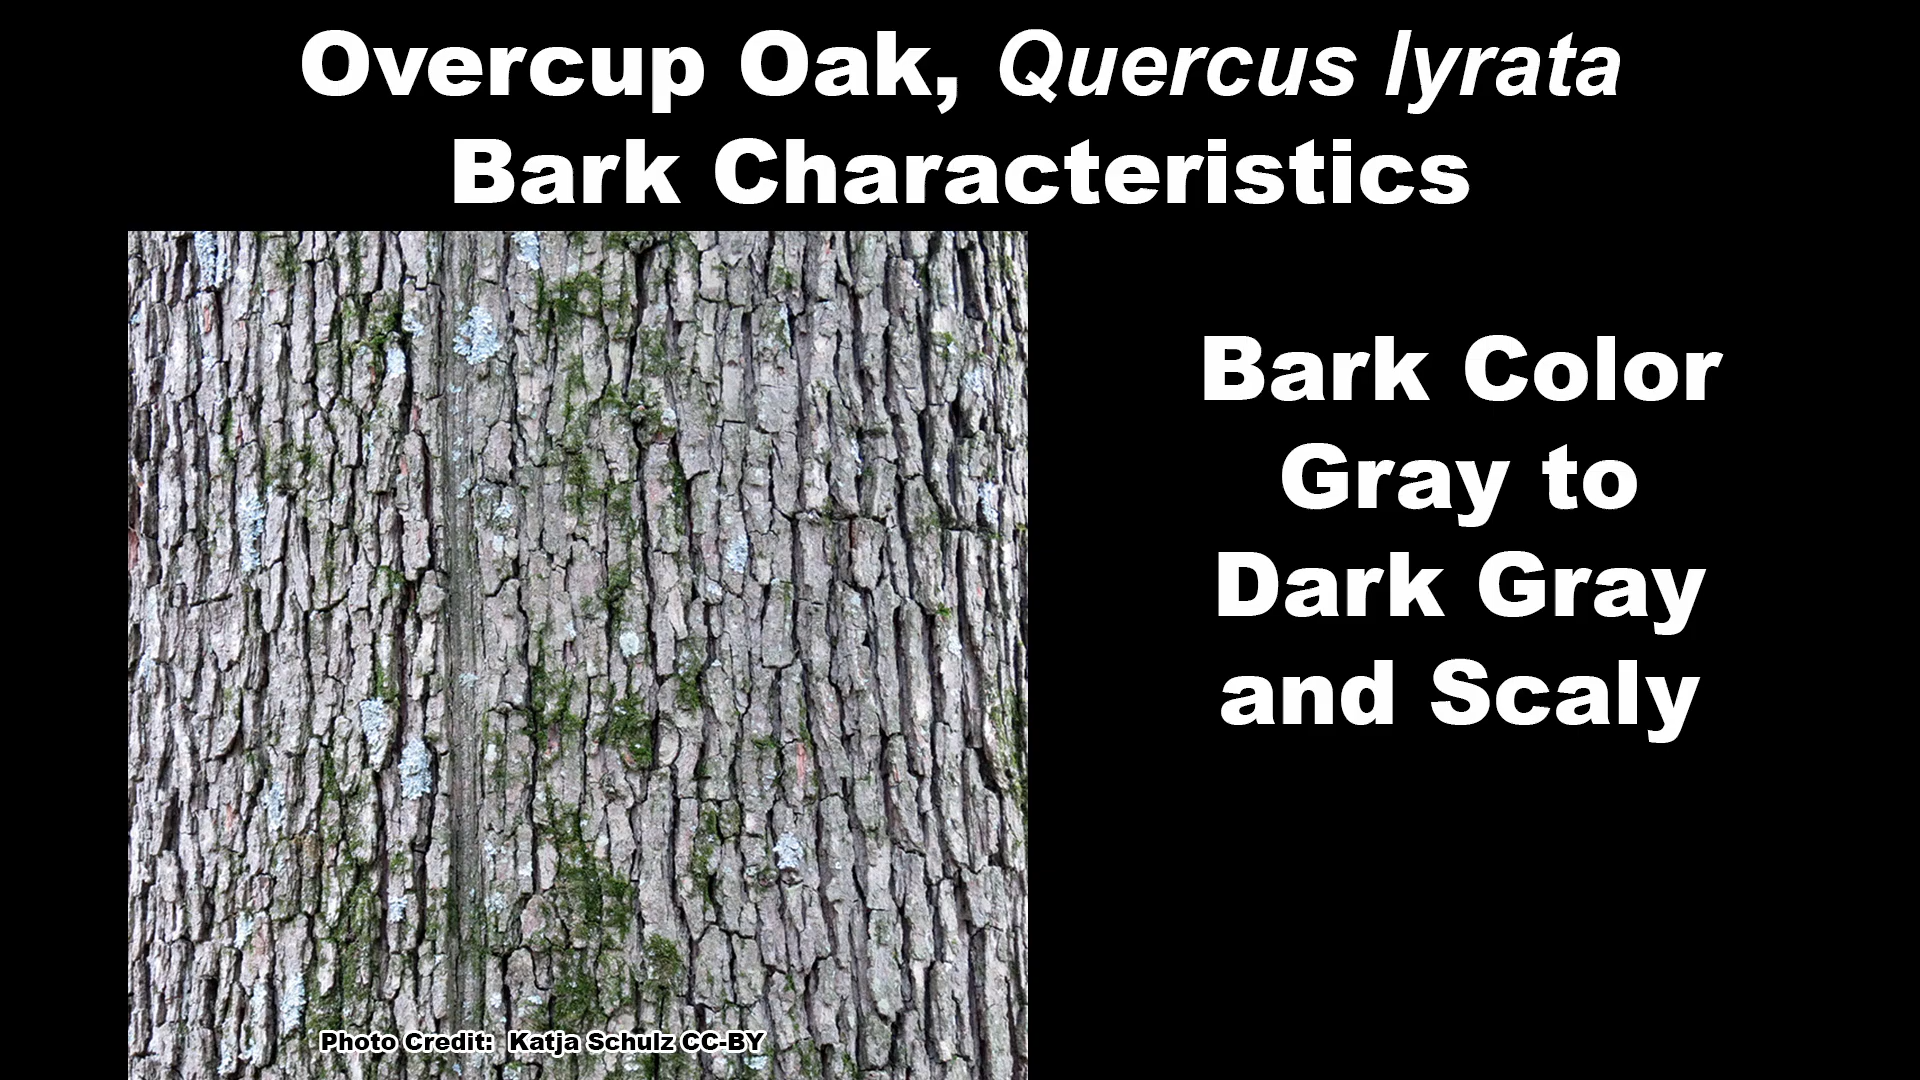 Overcup Oak, Quercus lyrata
Bark Characteristics
Bark Color
Gray to
Dark Gray
and Scaly
Photo Credit:  Katja Schulz CC-BY